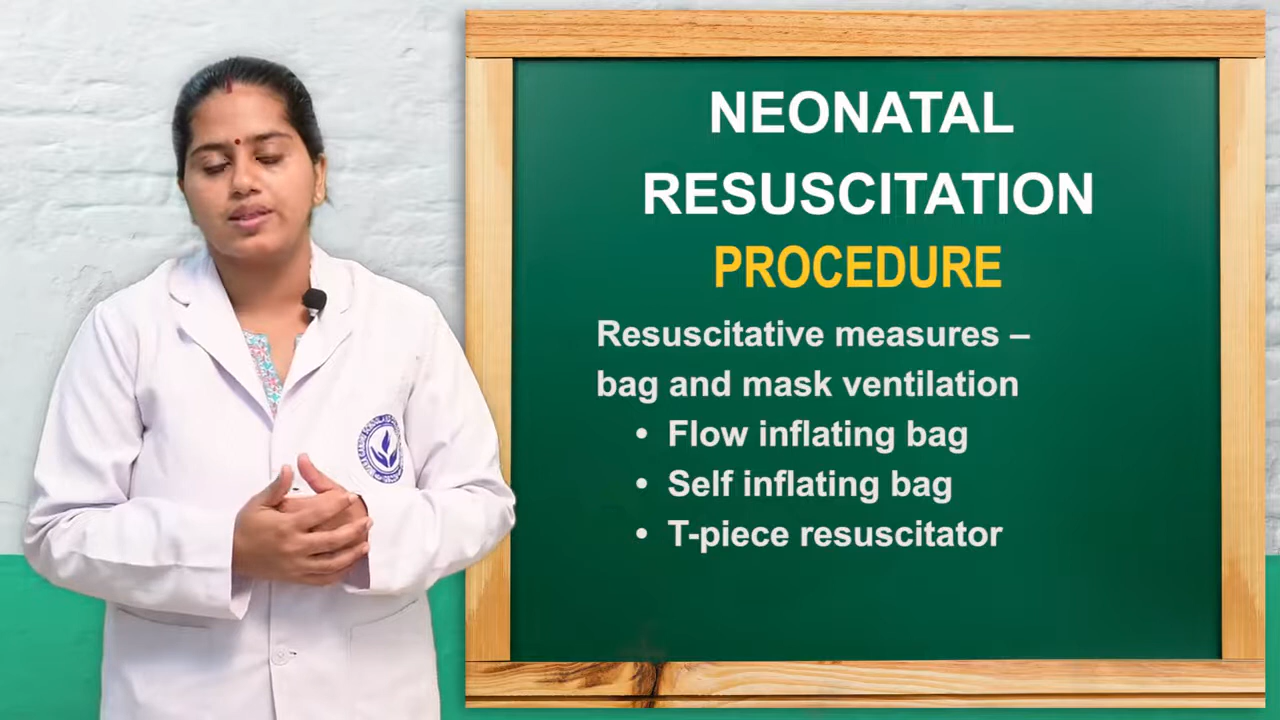 NEONATAL
RESUSCITATION
PROCEDURE
Resuscitative measures –
bag and mask ventilation
• Flow inflating bag
• Self inflating bag
• T-piece resuscitator